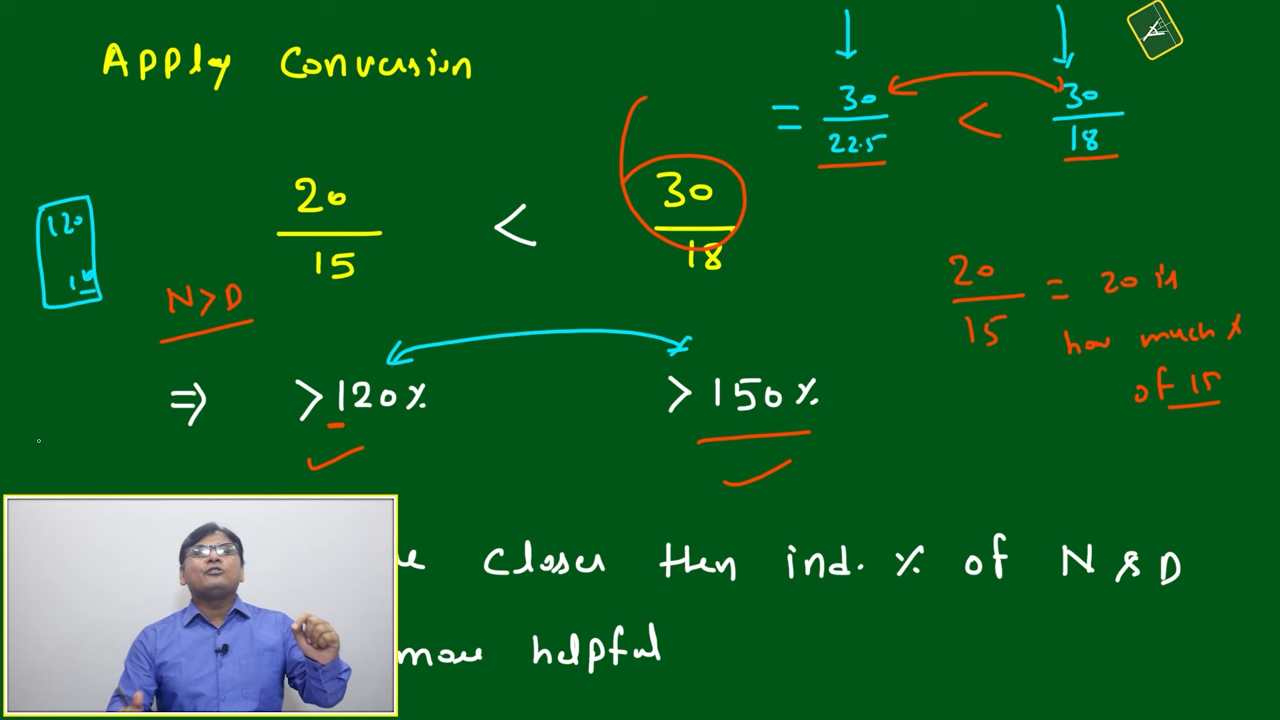 Apply Conversion
= 30/22.5 < 30/18
20/15 < 30/18
120
15
N>D
20/15 = 20 is
how much %
of 15
⇒ >120% >150%
closer then ind. % of N & D
more helpful